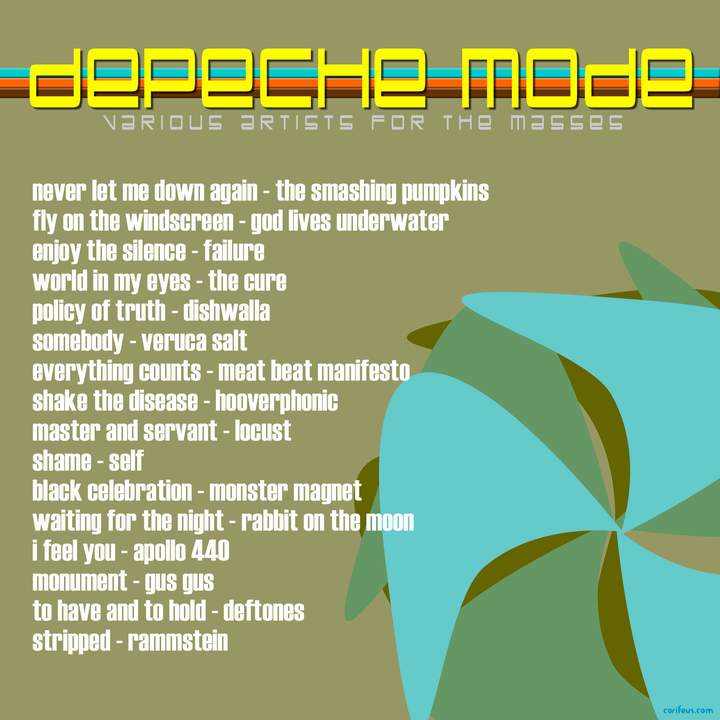 depeche mode
various artists for the masses
never let me down again - the smashing pumpkins
fly on the windscreen - god lives underwater
enjoy the silence - failure
world in my eyes - the cure
policy of truth - dishwalla
somebody - veruca salt
everything counts - meat beat manifesto
shake the disease - hooverphonic
master and servant - locust
shame - self
black celebration - monster magnet
waiting for the night - rabbit on the moon
i feel you - apollo 440
monument - gus gus
to have and to hold - deftones
stripped - rammstein
corifeus.com